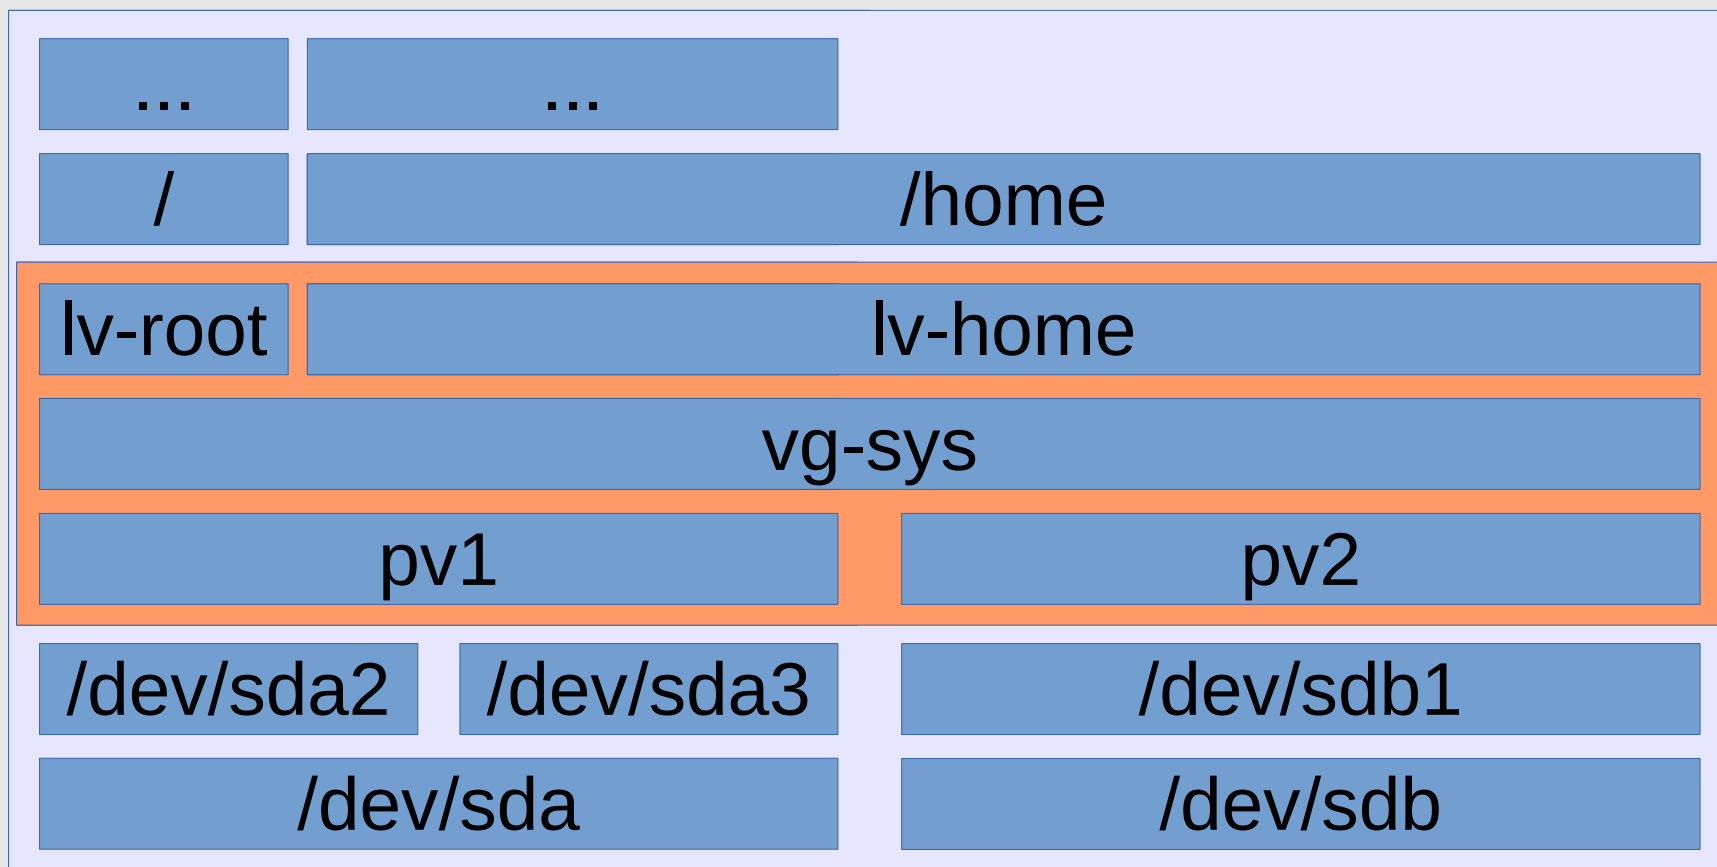 ... ...
/ /home
lv-root lv-home
vg-sys
pv1 pv2
/dev/sda2 /dev/sda3 /dev/sdb1
/dev/sda /dev/sdb